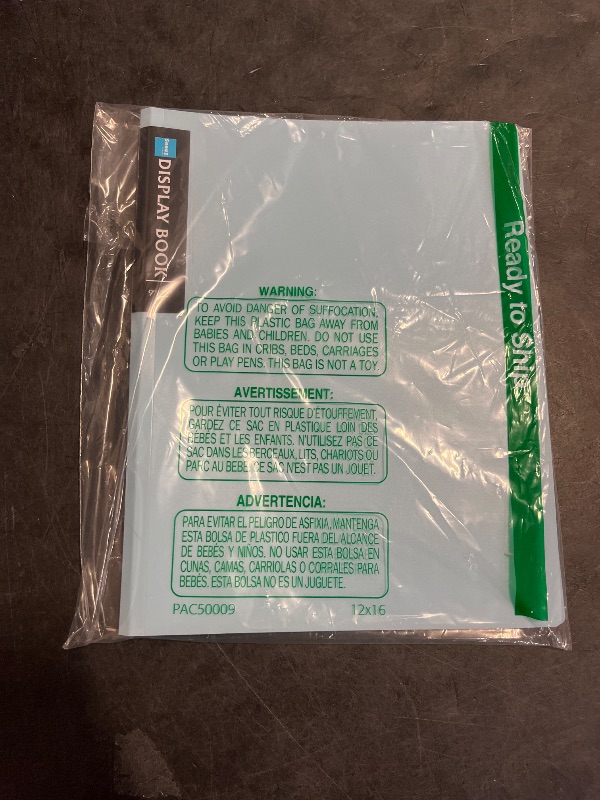 DISPLAY BOOK
Ready to Ship
WARNING:
TO AVOID DANGER OF SUFFOCATION,
KEEP THIS PLASTIC BAG AWAY FROM
BABIES AND CHILDREN. DO NOT USE
THIS BAG IN CRIBS, BEDS, CARRIAGES
OR PLAY PENS. THIS BAG IS NOT A TOY.
AVERTISSEMENT:
POUR ÉVITER TOUT RISQUE D'ÉTOUFFEMENT,
GARDEZ CE SAC EN PLASTIQUE LOIN DES
BÉBÉS ET LES ENFANTS. N'UTILISEZ PAS CE
SAC DANS LES BERCEAUX, LITS, CHARIOTS OU
PARC AU BEBE. CE SAC N'EST PAS UN JOUET.
ADVERTENCIA:
PARA EVITAR EL PELIGRO DE ASFIXIA, MANTENGA
ESTA BOLSA DE PLASTICO FUERA DEL ALCANCE
DE BEBÉS Y NIÑOS. NO USAR ESTA BOLSA EN
CUNAS, CAMAS, CARRIOLAS O CORRALES PARA
BEBÉS. ESTA BOLSA NO ES UN JUGUETE.
PAC50009 12x16